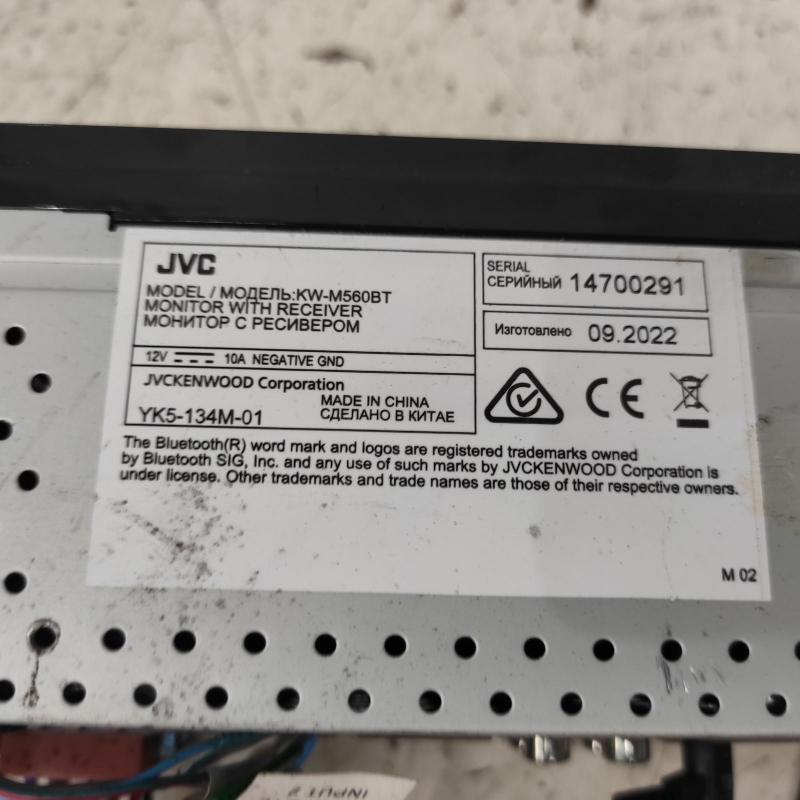 JVC
MODEL / МОДЕЛЬ:KW-M560BT
MONITOR WITH RECEIVER
МОНИТОР С РЕСИВЕРОМ
12V 10A NEGATIVE GND
JVCKENWOOD Corporation
MADE IN CHINA
YK5-134M-01 СДЕЛАНО В КИТАЕ
SERIAL
СЕРИЙНЫЙ 14700291
Изготовлено 09.2022
CE
The Bluetooth(R) word mark and logos are registered trademarks owned
by Bluetooth SIG, Inc. and any use of such marks by JVCKENWOOD Corporation is
under license. Other trademarks and trade names are those of their respective owners.
M 02
INPUT 2